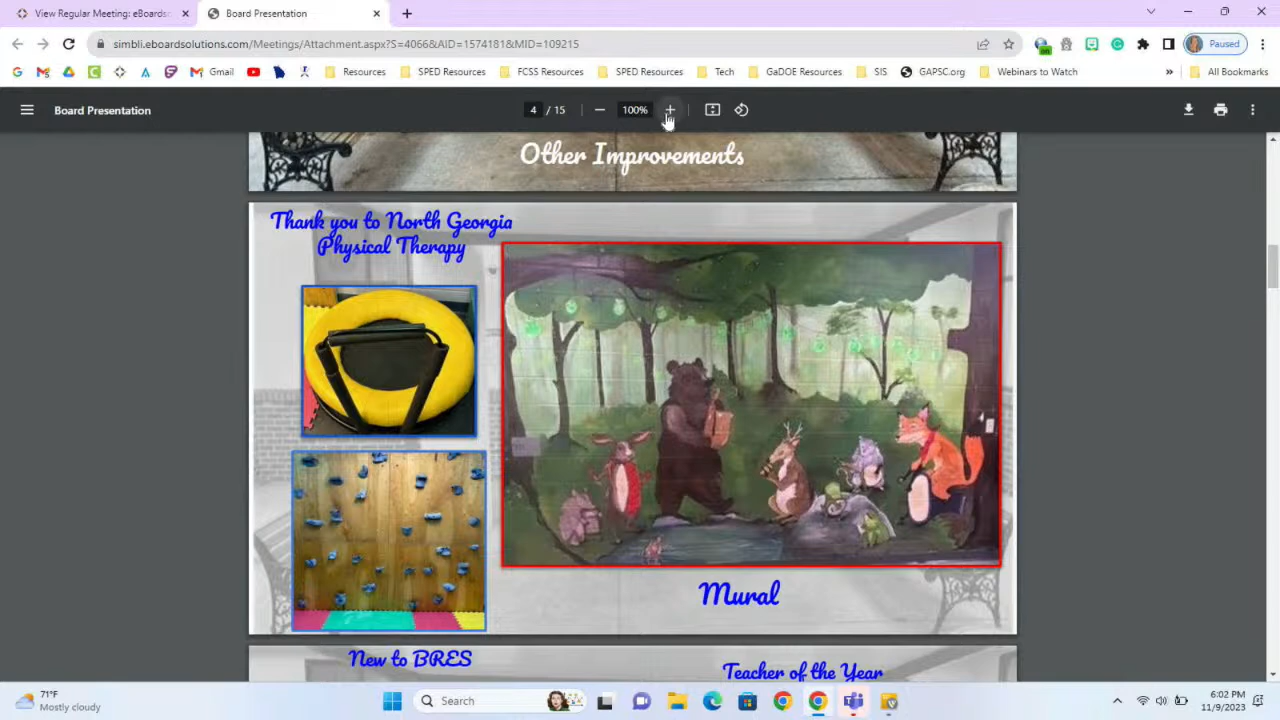 View Regular Meeting: eBoards
Board Presentation
simbli.eboardsolutions.com/Meetings/Attachment.aspx?S=4066&AID=1574191&MID=109215
Paused
Gmail
Resources
SPED Resources
FCSS Resources
SPED Resources
Tech
GaDOE Resources
SIS
GAPSC.org
Webinars to Watch
»
All Bookmarks
Board Presentation
4 / 15
100%
Other Improvements
Thank you to North Georgia
Physical Therapy
Mural
New to BRES
Teacher of the Year
71°F
Mostly cloudy
Search
6:02 PM
11/9/2023